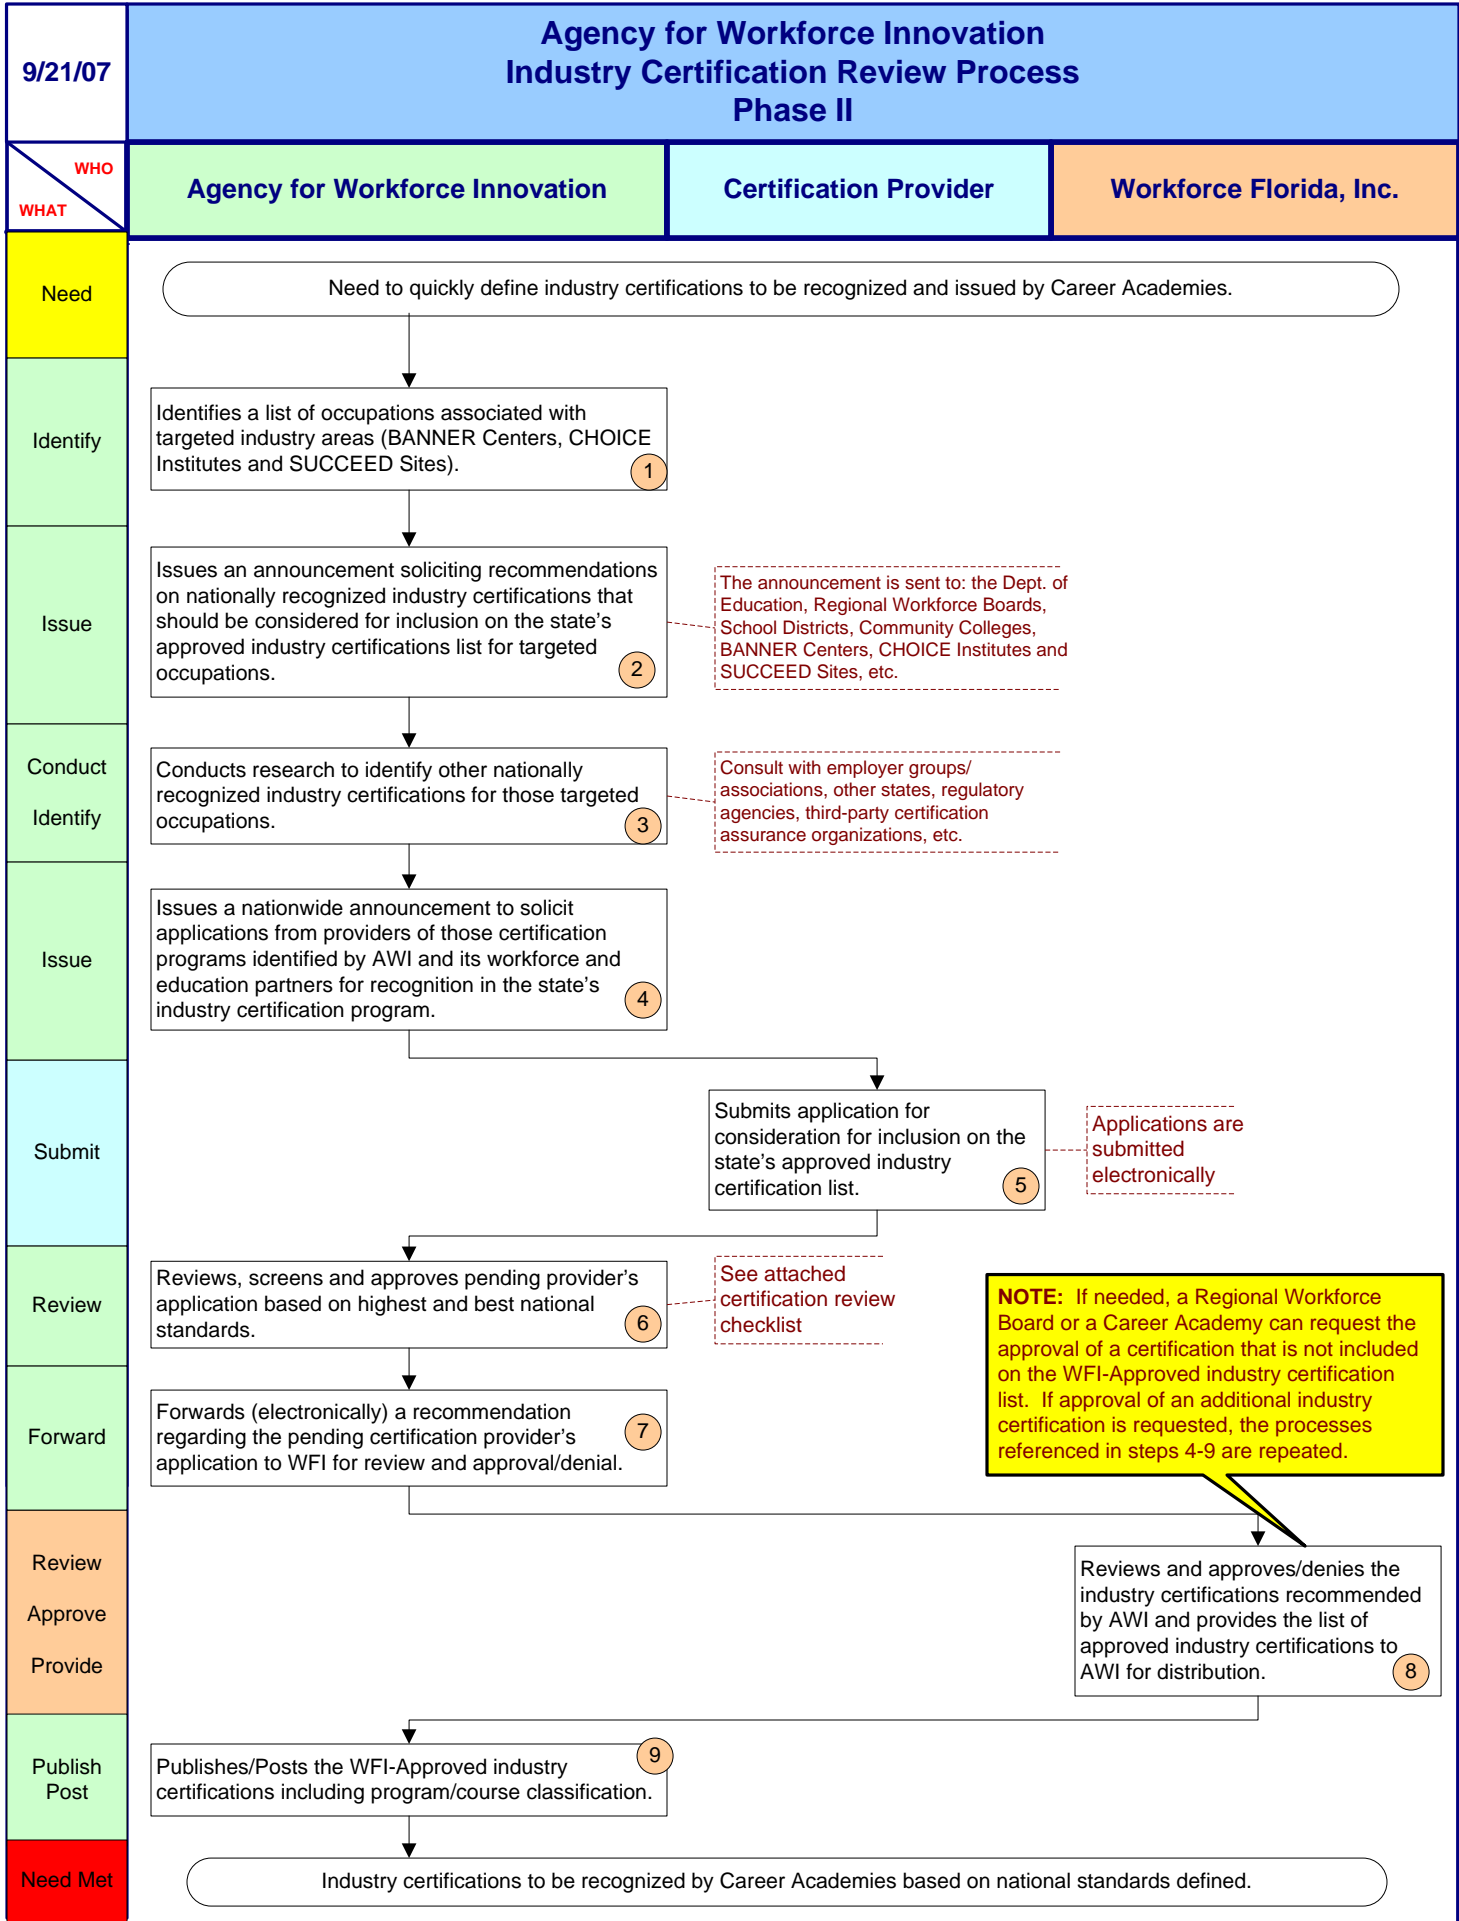 9/21/07
Agency for Workforce Innovation
Industry Certification Review Process
Phase II
WHO
WHAT
Agency for Workforce Innovation
Certification Provider
Workforce Florida, Inc.
Need
Need to quickly define industry certifications to be recognized and issued by Career Academies.
Identify
Identifies a list of occupations associated with
targeted industry areas (BANNER Centers, CHOICE
Institutes and SUCCEED Sites).
1
Issue
Issues an announcement soliciting recommendations
on nationally recognized industry certifications that
should be considered for inclusion on the state's
approved industry certifications list for targeted
occupations.
2
The announcement is sent to: the Dept. of
Education, Regional Workforce Boards,
School Districts, Community Colleges,
BANNER Centers, CHOICE Institutes and
SUCCEED Sites, etc.
Conduct
Identify
Conducts research to identify other nationally
recognized industry certifications for those targeted
occupations.
3
Consult with employer groups/
associations, other states, regulatory
agencies, third-party certification
assurance organizations, etc.
Issue
Issues a nationwide announcement to solicit
applications from providers of those certification
programs identified by AWI and its workforce and
education partners for recognition in the state's
industry certification program.
4
Submit
Submits application for
consideration for inclusion on the
state's approved industry
certification list.
5
Applications are
submitted
electronically
Review
Reviews, screens and approves pending provider's
application based on highest and best national
standards.
6
See attached
certification review
checklist
NOTE: If needed, a Regional Workforce
Board or a Career Academy can request the
approval of a certification that is not included
on the WFI-Approved industry certification
list. If approval of an additional industry
certification is requested, the processes
referenced in steps 4-9 are repeated.
Forward
Forwards (electronically) a recommendation
regarding the pending certification provider's
application to WFI for review and approval/denial.
7
Review
Approve
Provide
Reviews and approves/denies the
industry certifications recommended
by AWI and provides the list of
approved industry certifications to
AWI for distribution.
8
Publish
Post
Publishes/Posts the WFI-Approved industry
certifications including program/course classification.
9
Need Met
Industry certifications to be recognized by Career Academies based on national standards defined.